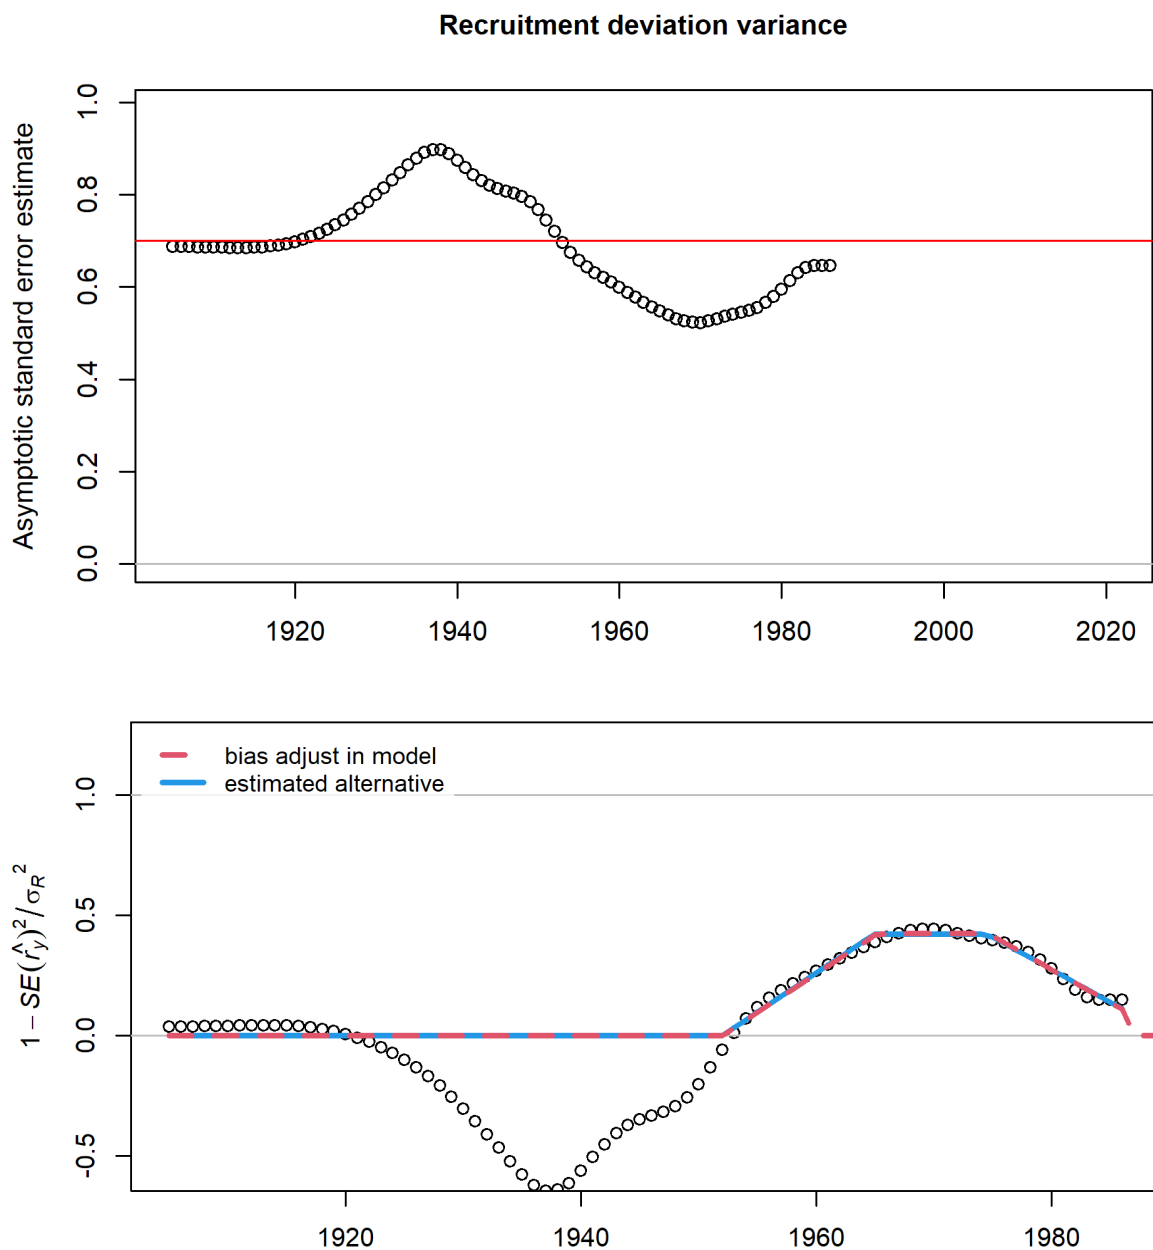 Recruitment deviation variance
Asymptotic standard error estimate
1.0
0.8
0.6
0.4
0.2
0.0
1920 1940 1960 1980 2000 2020
bias adjust in model
estimated alternative
1 − SE(r̂y)² / σR²
1.0
0.5
0.0
-0.5
1920 1940 1960 1980